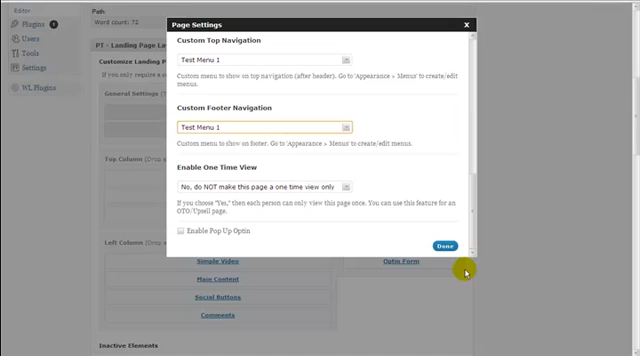 Editor
Plugins 1
Users
Tools
Settings
WL Plugins
Path:
Word count: 72
PT - Landing Page La
Customize Landing P
If you only require a s
General Settings
Top Column (Drop e
Left Column (Drop e
Simple Video
Main Content
Social Buttons
Comments
Optin Form
Inactive Elements
Page Settings
X
Custom Top Navigation
Test Menu 1
Custom menu to show on top navigation (after header). Go to 'Appearance > Menus' to create/edit
menus.
Custom Footer Navigation
Test Menu 1
Custom menu to show on footer. Go to 'Appearance > Menus' to create/edit menus.
Enable One Time View
No, do NOT make this page a one time view only
If you choose "Yes," then each person can only view this page once. You can use this feature for an
OTO/Upsell page.
Enable Pop Up Optin
Done